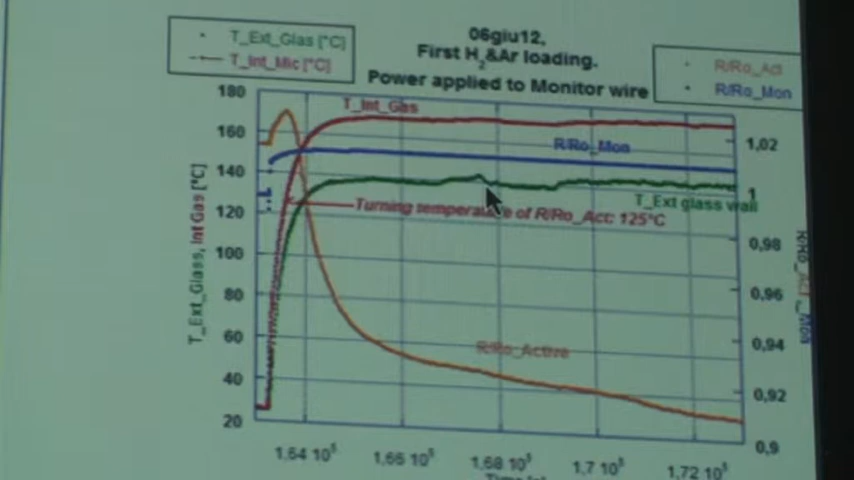 06giu12,
First H2&Ar loading.
Power applied to Monitor wire
T_Ext_Glas [°C]
T_Int_Mic [°C]
R/Ro_Act
R/Ro_Mon
180
160
140
120
100
80
60
40
20
T_Ext_Glass, Int Gas [°C]
T_Int_Gas
R/Ro_Mon
T_Ext glass wall
Turning temperature of R/Ro_Act: 125°C
R/Ro_Active
1,02
1
0,98
0,96
0,94
0,92
0,9
1,64 10⁵
1,66 10⁵
1,68 10⁵
1,7 10⁵
1,72 10⁵